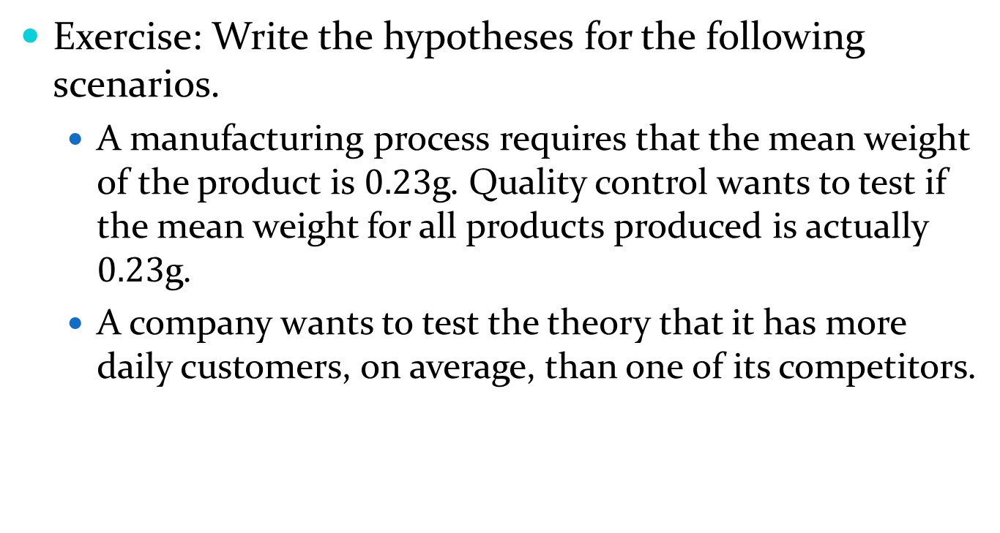 • Exercise: Write the hypotheses for the following
scenarios.
• A manufacturing process requires that the mean weight
of the product is 0.23g. Quality control wants to test if
the mean weight for all products produced is actually
0.23g.
• A company wants to test the theory that it has more
daily customers, on average, than one of its competitors.